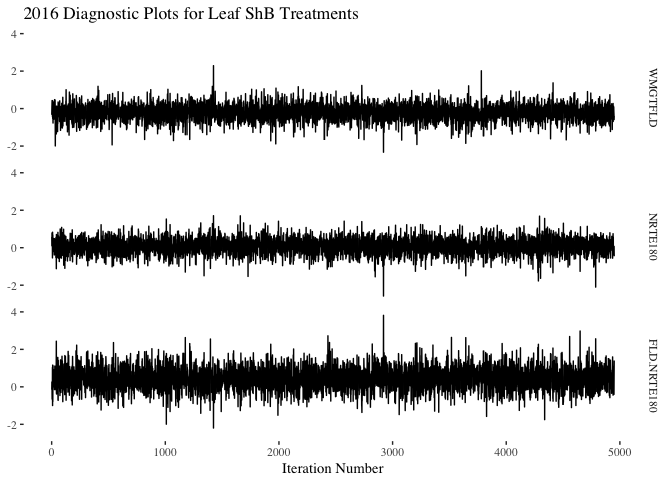 2016 Diagnostic Plots for Leaf ShB Treatments
4
2
0
-2
WMGTFLD
4
2
0
-2
NRTE180
4
2
0
-2
FLD.NRTE180
0 1000 2000 3000 4000 5000
Iteration Number